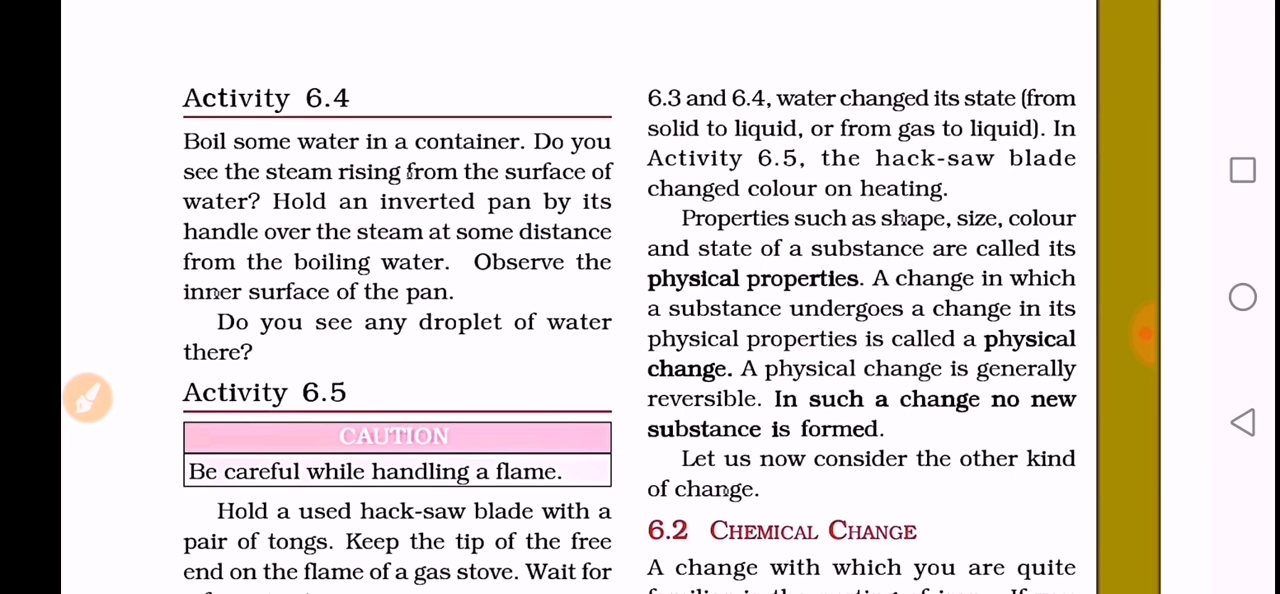 Activity 6.4
Boil some water in a container. Do you
see the steam rising from the surface of
water? Hold an inverted pan by its
handle over the steam at some distance
from the boiling water. Observe the
inner surface of the pan.
Do you see any droplet of water
there?
Activity 6.5
CAUTION
Be careful while handling a flame.
Hold a used hack-saw blade with a
pair of tongs. Keep the tip of the free
end on the flame of a gas stove. Wait for
6.3 and 6.4, water changed its state (from
solid to liquid, or from gas to liquid). In
Activity 6.5, the hack-saw blade
changed colour on heating.
Properties such as shape, size, colour
and state of a substance are called its
physical properties. A change in which
a substance undergoes a change in its
physical properties is called a physical
change. A physical change is generally
reversible. In such a change no new
substance is formed.
Let us now consider the other kind
of change.
6.2 CHEMICAL CHANGE
A change with which you are quite